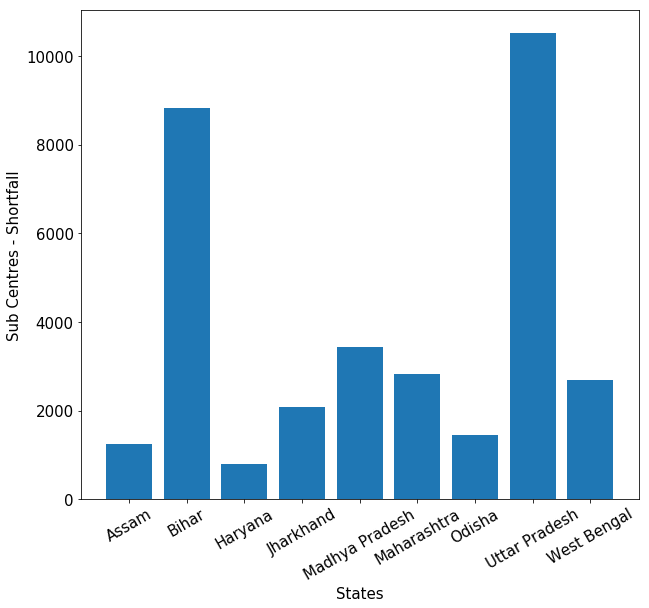 10000
8000
6000
4000
2000
0
Sub Centres - Shortfall
Assam
Bihar
Haryana
Jharkhand
Madhya Pradesh
Maharashtra
Odisha
Uttar Pradesh
West Bengal
States